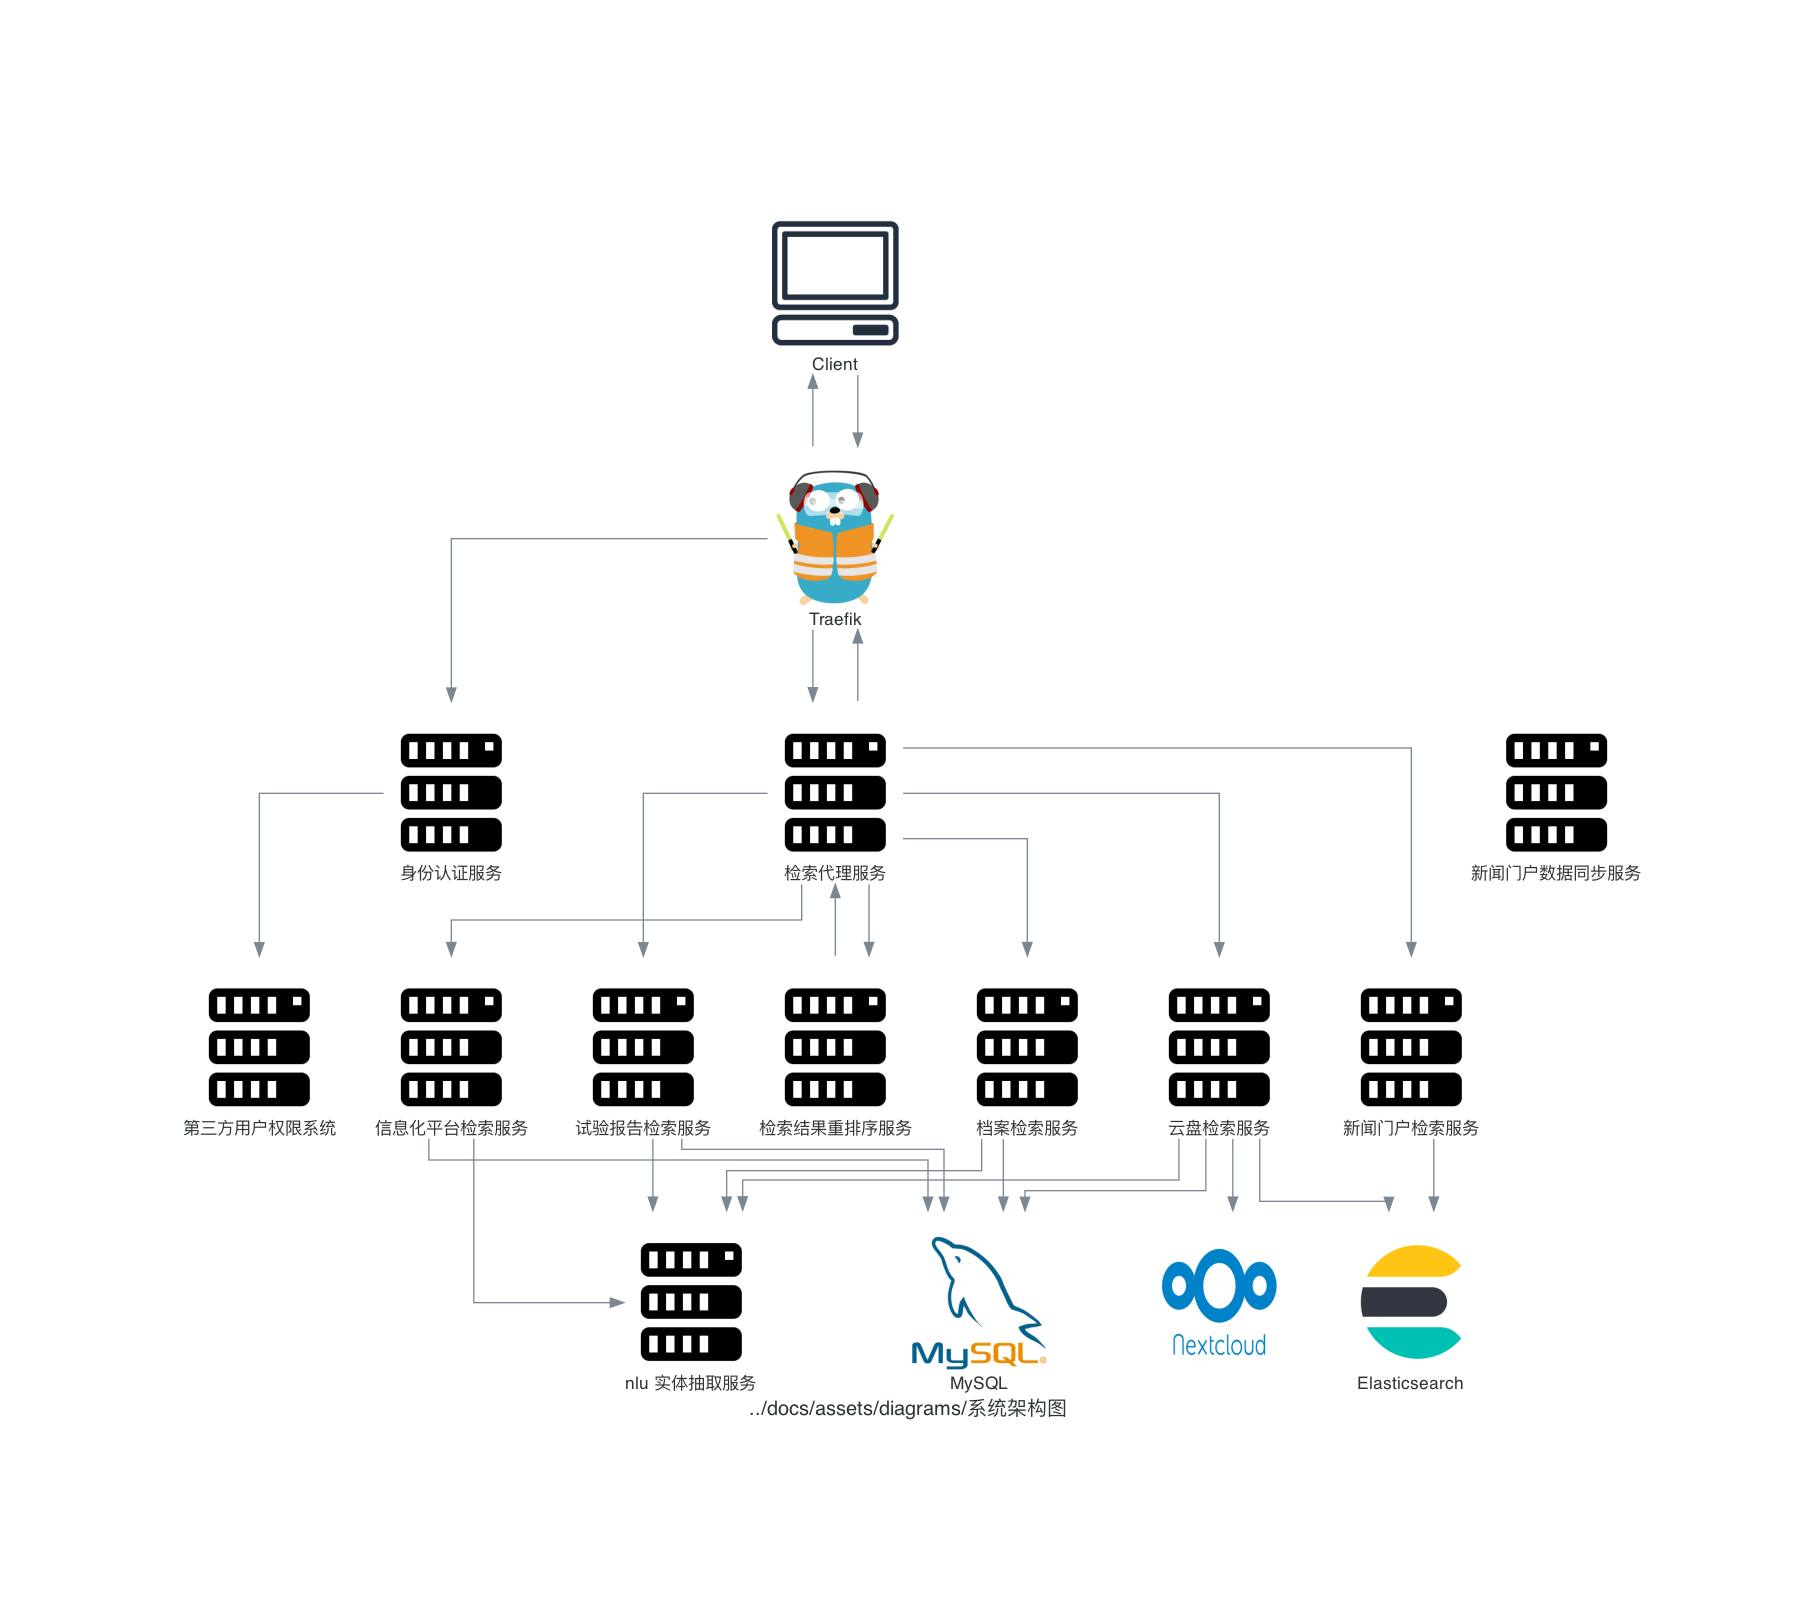 Client
Traefik
身份认证服务
检索代理服务
新闻门户数据同步服务
第三方用户权限系统
信息化平台检索服务
试验报告检索服务
检索结果重排序服务
档案检索服务
云盘检索服务
新闻门户检索服务
MySQL®
Nextcloud
nlu 实体抽取服务
MySQL
Elasticsearch
../docs/assets/diagrams/系统架构图